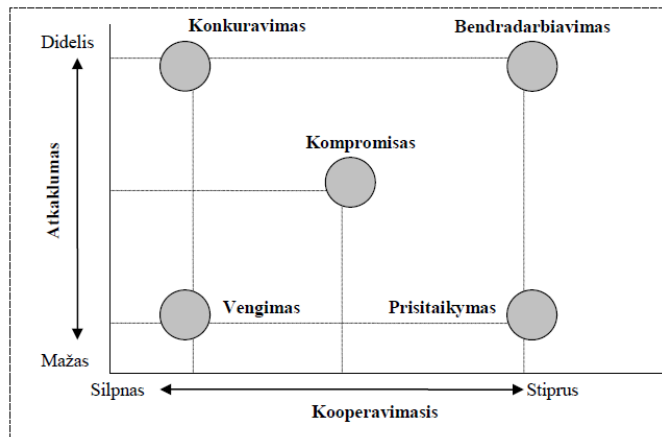 Konkuravimas
Bendradarbiavimas
Didelis
Kompromisas
Atkaklumas
Vengimas
Prisitaikymas
Mažas
Silpnas
Stiprus
Kooperavimasis